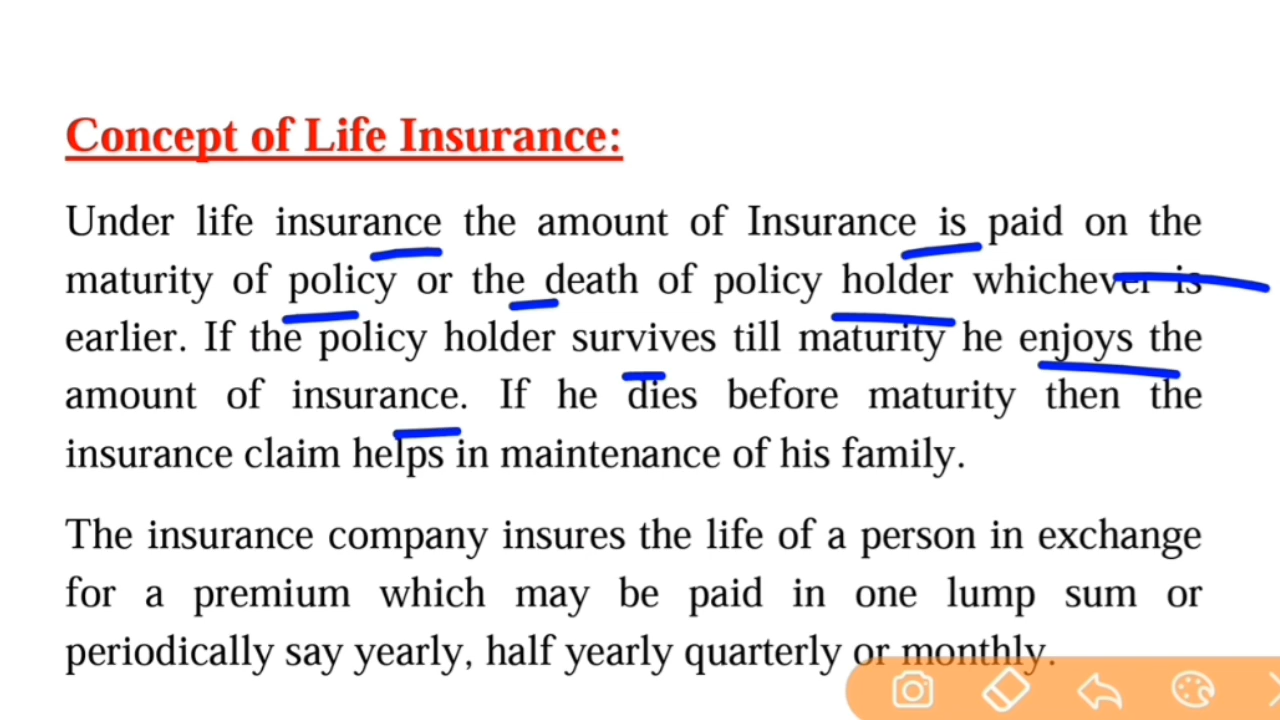 Concept of Life Insurance:
Under life insurance the amount of Insurance is paid on the
maturity of policy or the death of policy holder whichever is
earlier. If the policy holder survives till maturity he enjoys the
amount of insurance. If he dies before maturity then the
insurance claim helps in maintenance of his family.
The insurance company insures the life of a person in exchange
for a premium which may be paid in one lump sum or
periodically say yearly, half yearly quarterly or monthly.